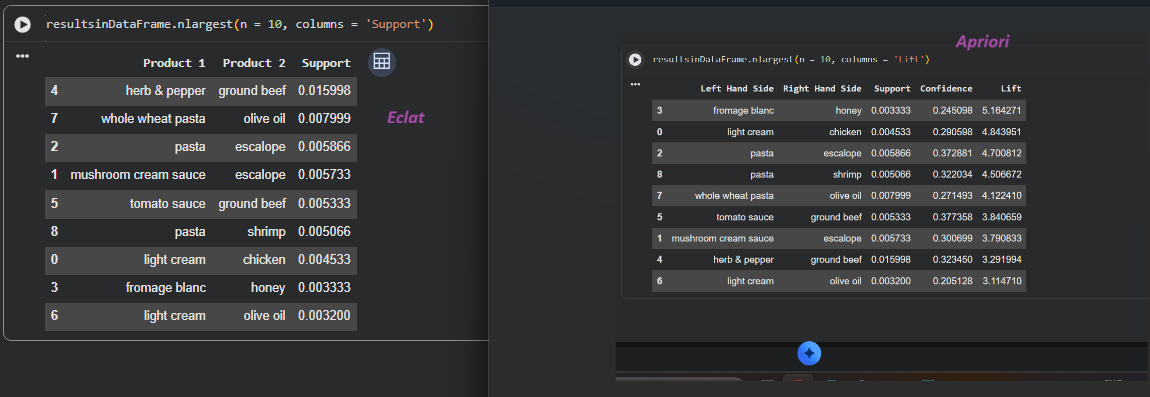 resultsinDataFrame.nlargest(n = 10, columns = 'Support')
Product 1 Product 2 Support
4 herb & pepper ground beef 0.015998
7 whole wheat pasta olive oil 0.007999
2 pasta escalope 0.005866
1 mushroom cream sauce escalope 0.005733
5 tomato sauce ground beef 0.005333
8 pasta shrimp 0.005066
0 light cream chicken 0.004533
3 fromage blanc honey 0.003333
6 light cream olive oil 0.003200
Eclat
Apriori
resultsinDataFrame.nlargest(n = 10, columns = 'Lift')
Left Hand Side Right Hand Side Support Confidence Lift
3 fromage blanc honey 0.003333 0.245098 5.164271
0 light cream chicken 0.004533 0.290598 4.843951
2 pasta escalope 0.005866 0.372881 4.700812
8 pasta shrimp 0.005066 0.322034 4.506672
7 whole wheat pasta olive oil 0.007999 0.271493 4.122410
5 tomato sauce ground beef 0.005333 0.377358 3.840659
1 mushroom cream sauce escalope 0.005733 0.300699 3.790833
4 herb & pepper ground beef 0.015998 0.323450 3.291994
6 light cream olive oil 0.003200 0.205128 3.114710